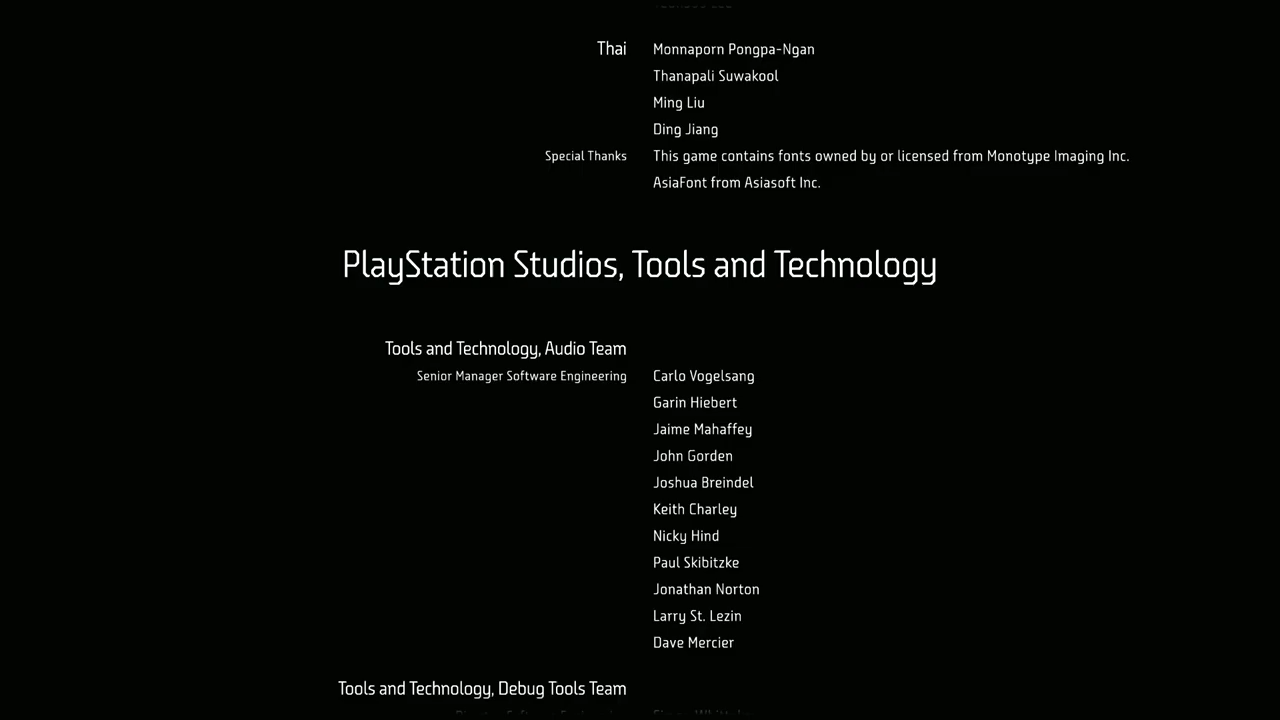 Thai Monnaporn Pongpa-Ngan
Thanapali Suwakool
Ming Liu
Ding Jiang
Special Thanks This game contains fonts owned by or licensed from Monotype Imaging Inc.
AsiaFont from Asiasoft Inc.
PlayStation Studios, Tools and Technology
Tools and Technology, Audio Team
Senior Manager Software Engineering Carlo Vogelsang
Garin Hiebert
Jaime Mahaffey
John Gorden
Joshua Breindel
Keith Charley
Nicky Hind
Paul Skibitzke
Jonathan Norton
Larry St. Lezin
Dave Mercier
Tools and Technology, Debug Tools Team